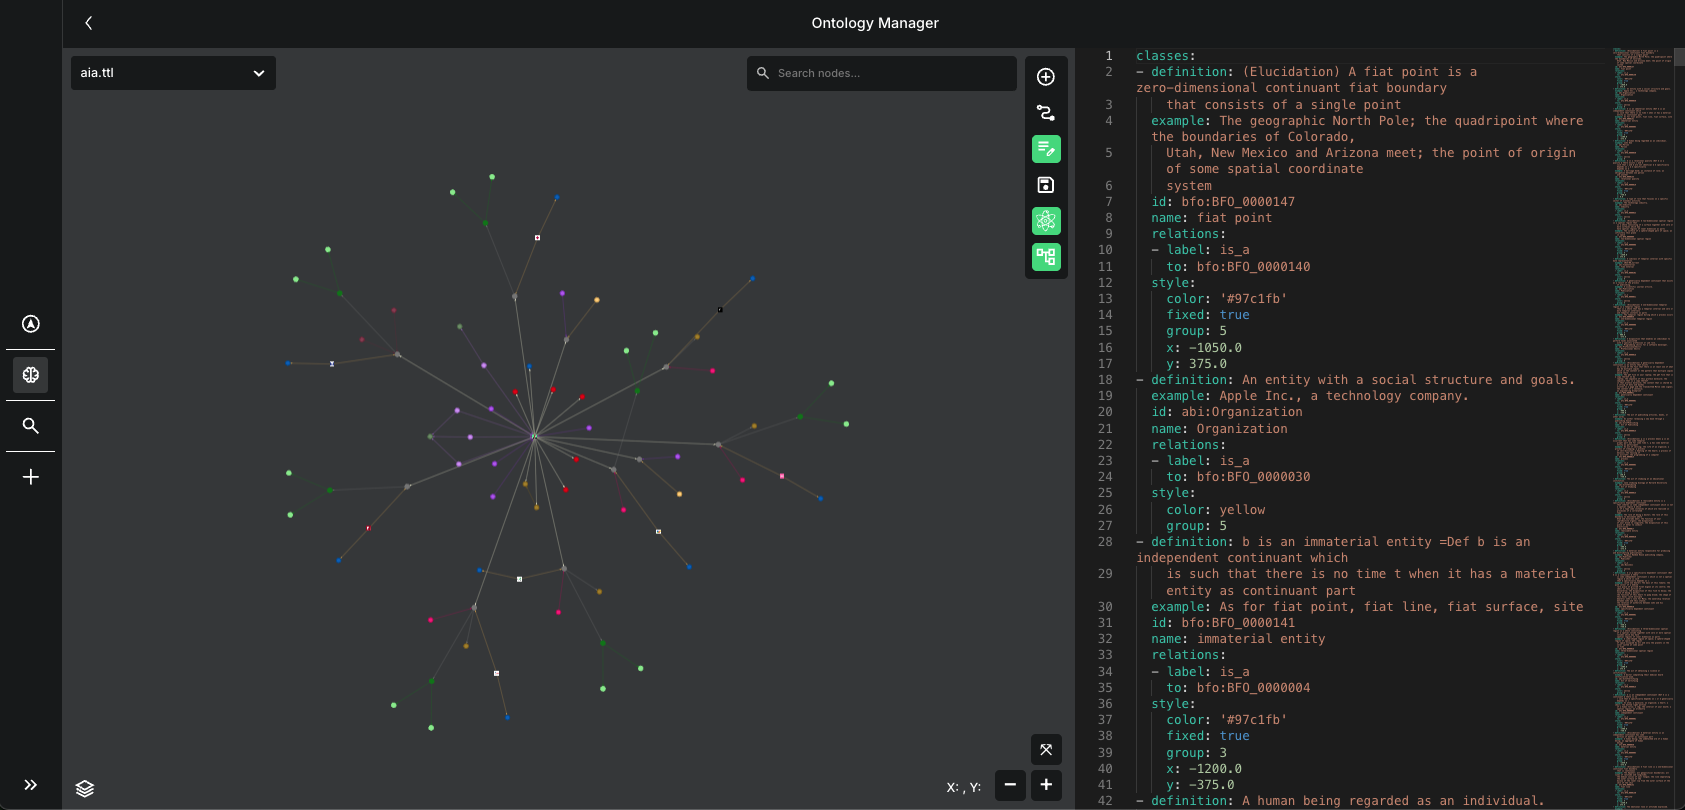 Ontology Manager
aia.ttl
Search nodes...
X: , Y:
1 classes:
2 - definition: (Elucidation) A fiat point is a
zero-dimensional continuant fiat boundary
3 that consists of a single point
4 example: The geographic North Pole; the quadripoint where
the boundaries of Colorado,
5 Utah, New Mexico and Arizona meet; the point of origin
of some spatial coordinate
6 system
7 id: bfo:BFO_0000147
8 name: fiat point
9 relations:
10 - label: is_a
11 to: bfo:BFO_0000140
12 style:
13 color: '#97c1fb'
14 fixed: true
15 group: 5
16 x: -1050.0
17 y: 375.0
18 - definition: An entity with a social structure and goals.
19 example: Apple Inc., a technology company.
20 id: abi:Organization
21 name: Organization
22 relations:
23 - label: is_a
24 to: bfo:BFO_0000030
25 style:
26 color: yellow
27 group: 5
28 - definition: b is an immaterial entity =Def b is an
independent continuant which
29 is such that there is no time t when it has a material
entity as continuant part
30 example: As for fiat point, fiat line, fiat surface, site
31 id: bfo:BFO_0000141
32 name: immaterial entity
33 relations:
34 - label: is_a
35 to: bfo:BFO_0000004
36 style:
37 color: '#97c1fb'
38 fixed: true
39 group: 3
40 x: -1200.0
41 y: -375.0
42 - definition: A human being regarded as an individual.